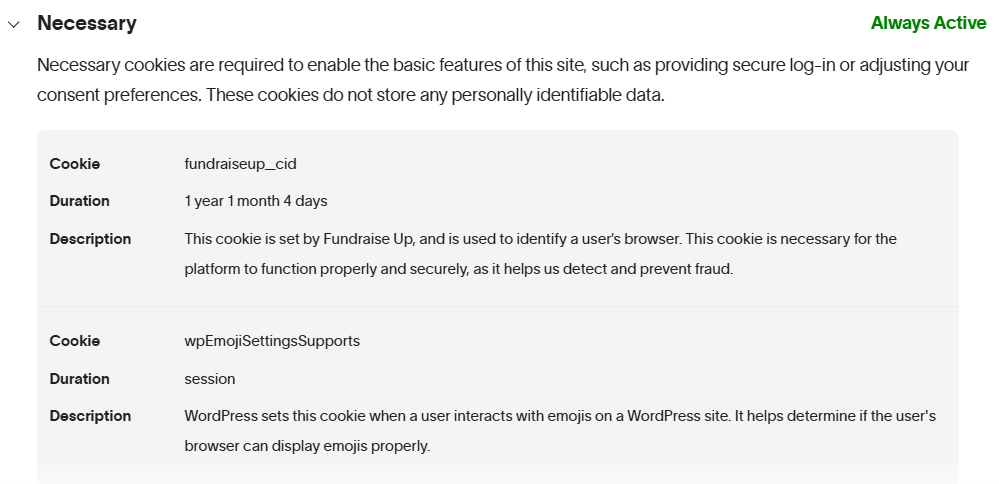 Necessary
Always Active
Necessary cookies are required to enable the basic features of this site, such as providing secure log-in or adjusting your
consent preferences. These cookies do not store any personally identifiable data.
Cookie fundraiseup_cid
Duration 1 year 1 month 4 days
Description This cookie is set by Fundraise Up, and is used to identify a user's browser. This cookie is necessary for the
platform to function properly and securely, as it helps us detect and prevent fraud.
Cookie wpEmojiSettingsSupports
Duration session
Description WordPress sets this cookie when a user interacts with emojis on a WordPress site. It helps determine if the user's
browser can display emojis properly.